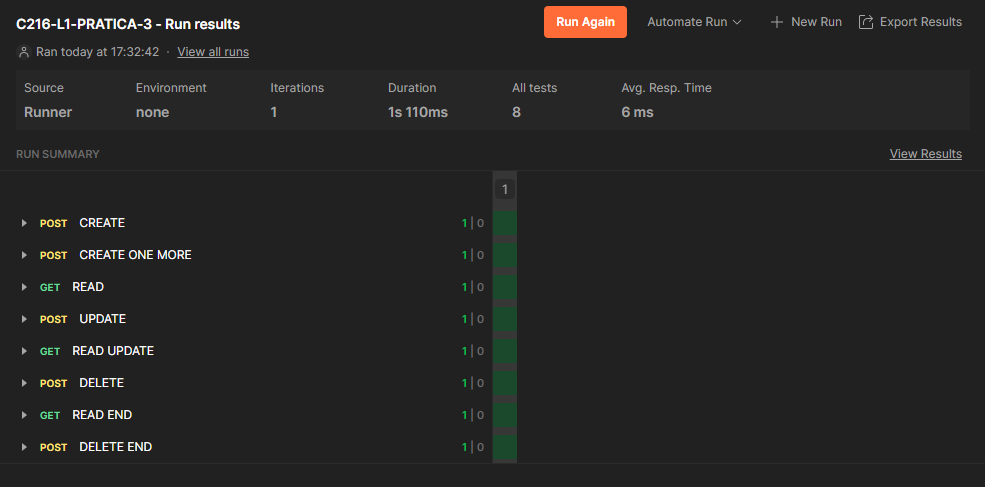 C216-L1-PRATICA-3 - Run results
Run Again
Automate Run
New Run
Export Results
Ran today at 17:32:42 · View all runs
Source Environment Iterations Duration All tests Avg. Resp. Time
Runner none 1 1s 110ms 8 6 ms
RUN SUMMARY
View Results
1
POST CREATE 1 | 0
POST CREATE ONE MORE 1 | 0
GET READ 1 | 0
POST UPDATE 1 | 0
GET READ UPDATE 1 | 0
POST DELETE 1 | 0
GET READ END 1 | 0
POST DELETE END 1 | 0